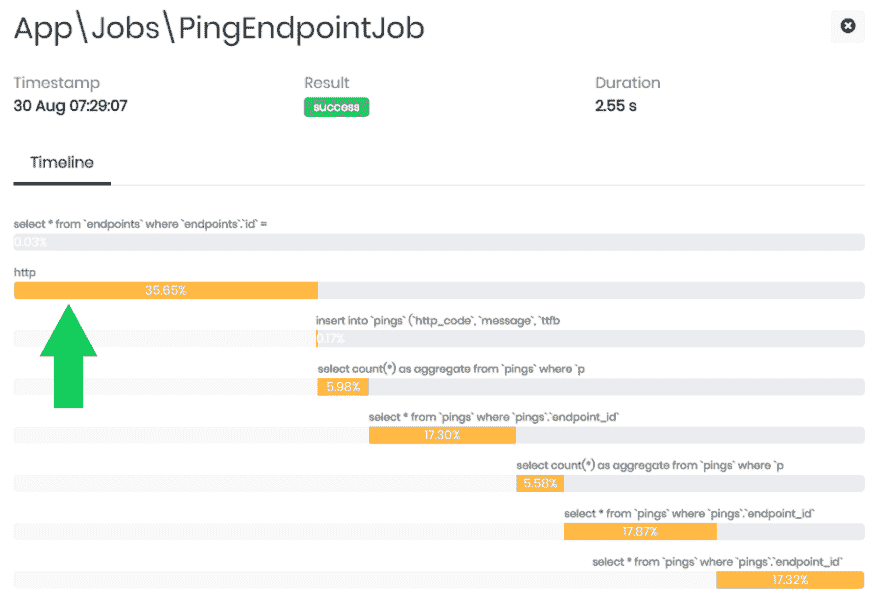 App\Jobs\PingEndpointJob
Timestamp Result Duration
30 Aug 07:29:07 success 2.55 s
Timeline
select * from `endpoints` where `endpoints`.`id` =
0.03%
http
35.65%
insert into `pings` (`http_code`, `message`, `ttfb
0.17%
select count(*) as aggregate from `pings` where `p
5.98%
select * from `pings` where `pings`.`endpoint_id`
17.30%
select count(*) as aggregate from `pings` where `p
5.58%
select * from `pings` where `pings`.`endpoint_id`
17.87%
select * from `pings` where `pings`.`endpoint_id`
17.32%